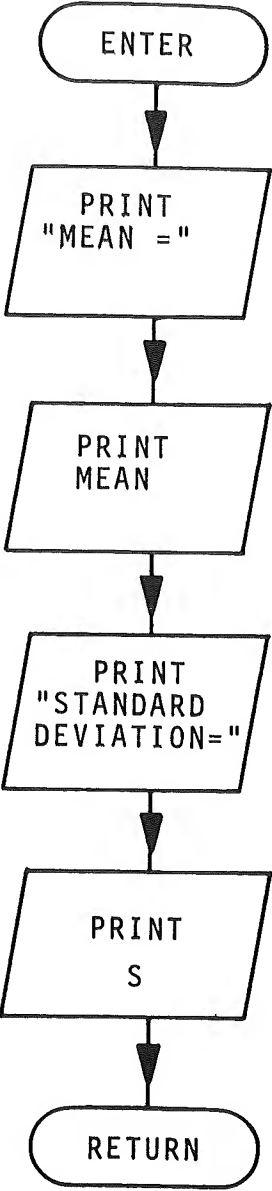 ENTER
PRINT
"MEAN ="
PRINT
MEAN
PRINT
"STANDARD
DEVIATION="
PRINT
S
RETURN